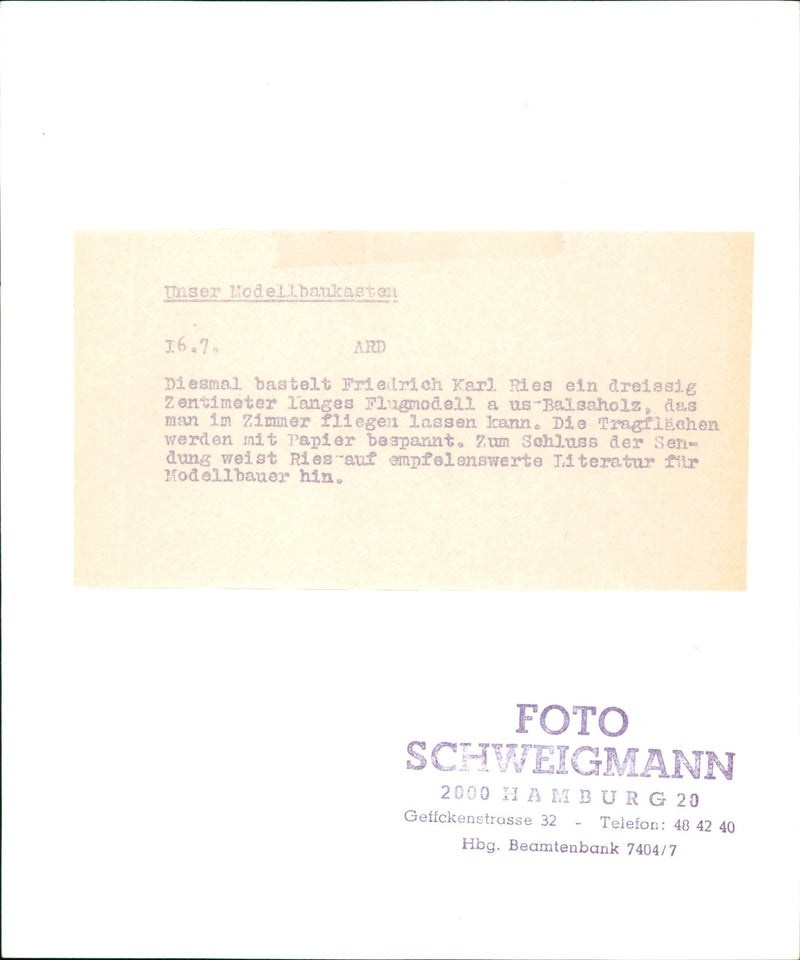 Unser Modellbaukasten
16.7. ARD
Diesmal bastelt Friedrich Karl Ries ein dreissig
Zentimeter langes Flugmodell a us-Balsaholz, das
man im Zimmer fliegen lassen kann. Die Tragflächen
werden mit Papier bespannt. Zum Schluss der Sen-
dung weist Ries-auf empfelenswerte Literatur für
Modellbauer hin.
FOTO
SCHWEIGMANN
2000 HAMBURG 20
Geffckenstrasse 32 - Telefon: 48 42 40
Hbg. Beamtenbank 7404/7